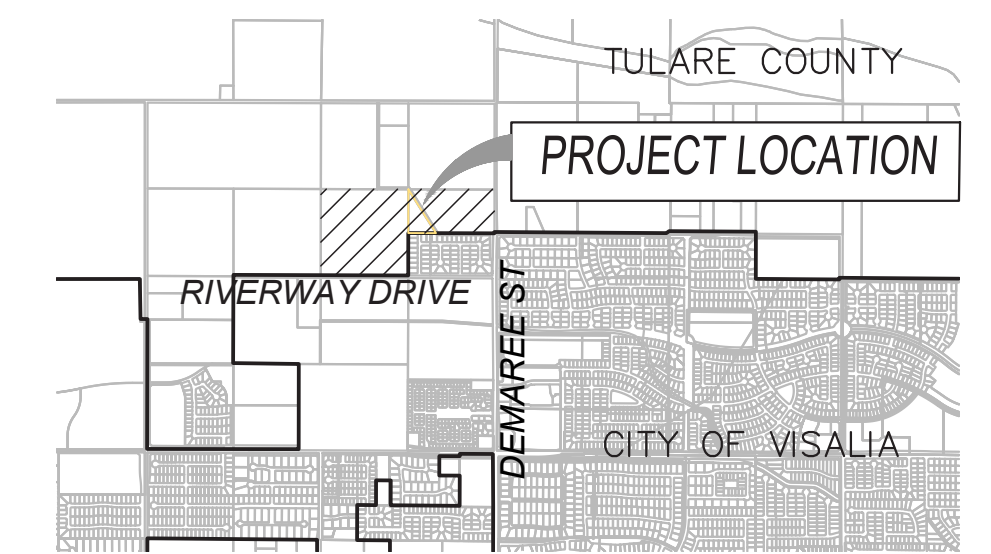 TULARE COUNTY
PROJECT LOCATION
RIVERWAY DRIVE
DEMAREE ST
CITY OF VISALIA